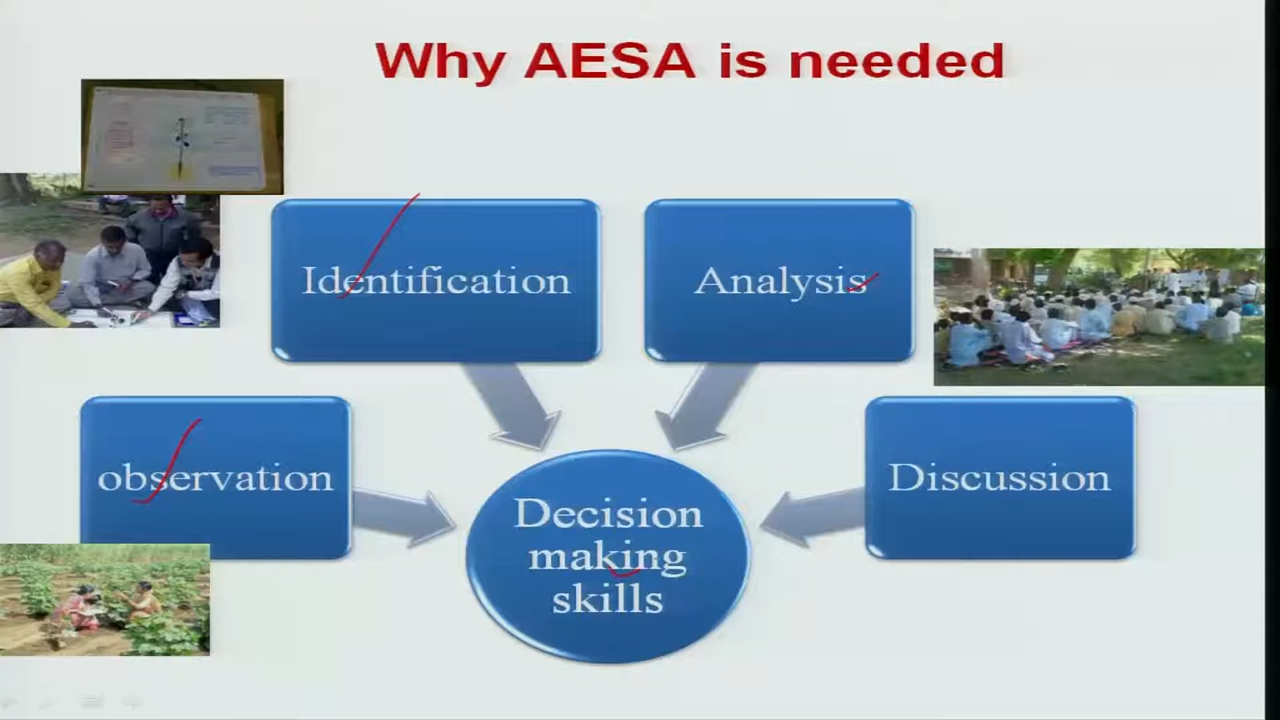 Why AESA is needed
Identification
Analysis
observation
Discussion
Decision
making
skills